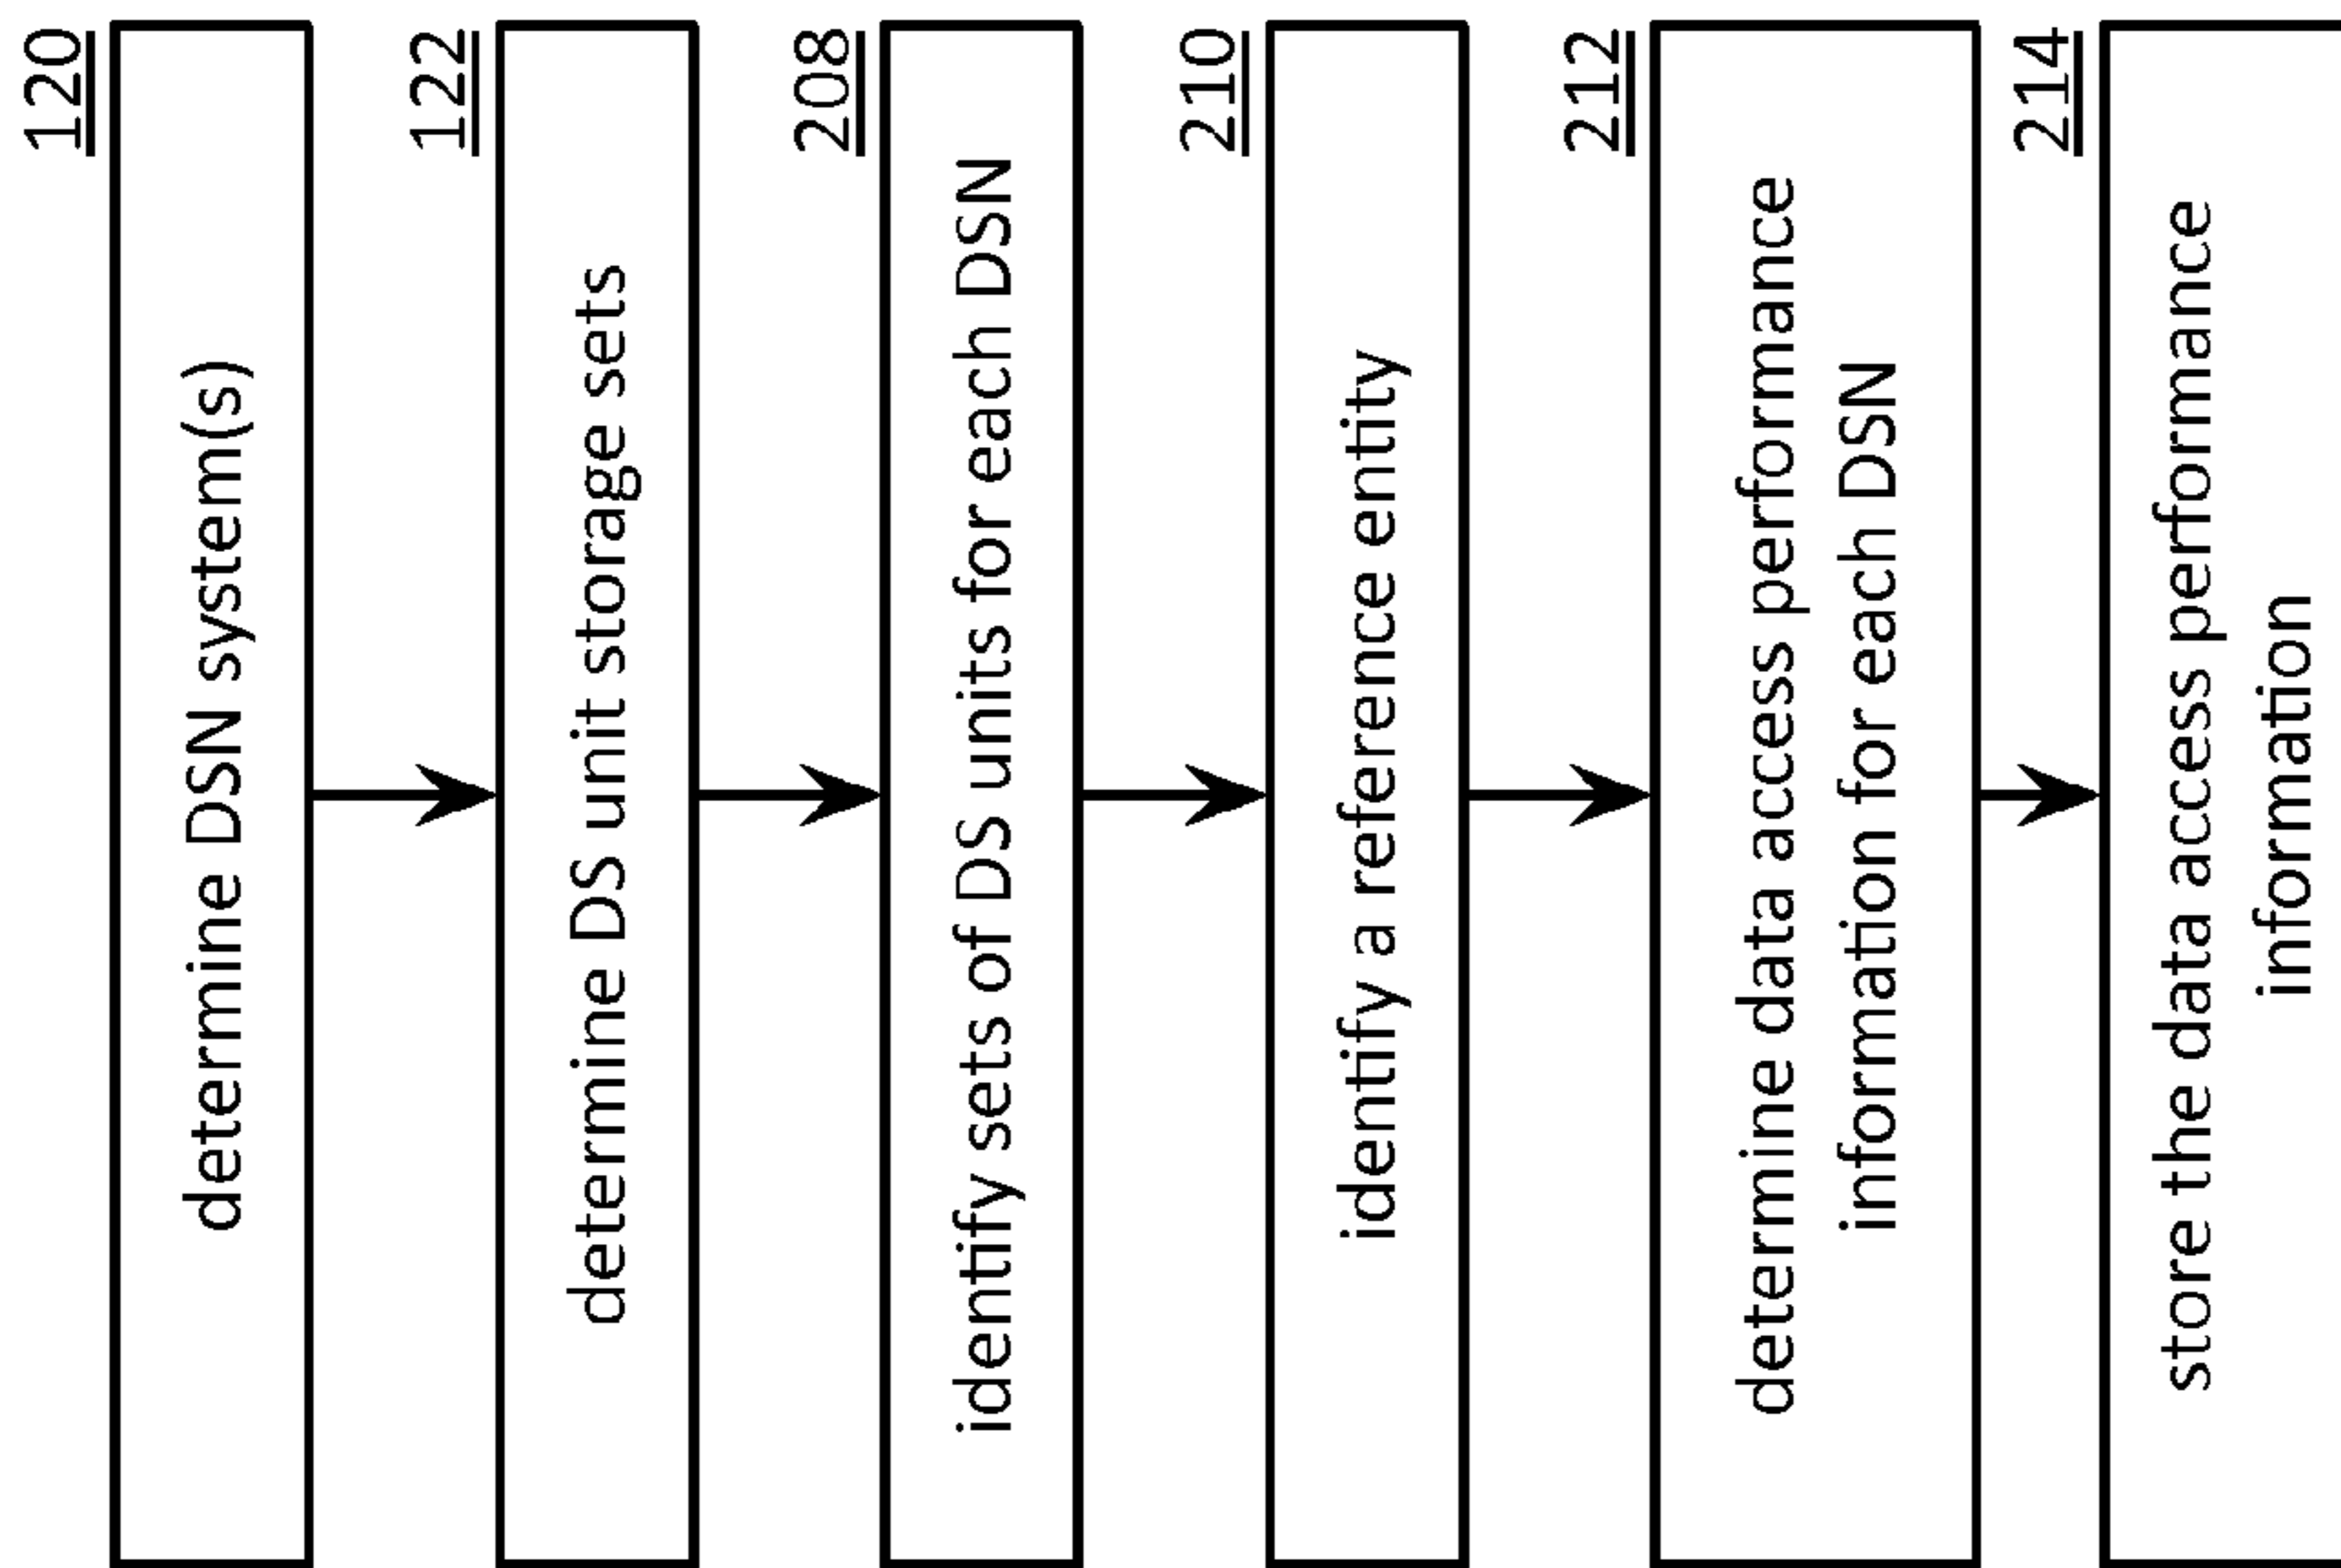 120
determine DSN system(s)
122
determine DS unit storage sets
208
identify sets of DS units for each DSN
210
identify a reference entity
212
determine data access performance
information for each DSN
214
store the data access performance
information